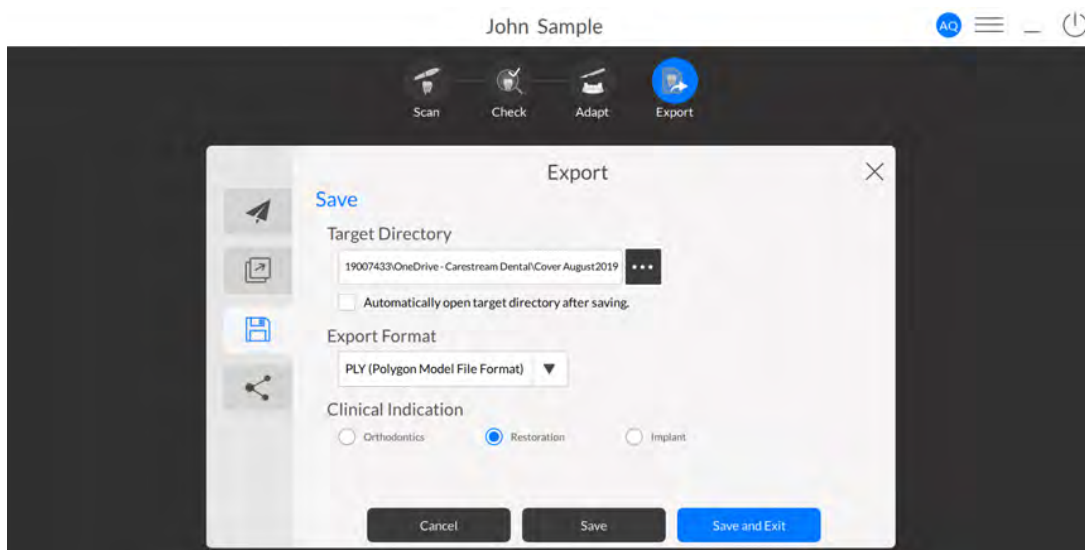 John Sample
AQ
Scan Check Adapt Export
Export
Save
Target Directory
19007433\OneDrive - Carestream Dental\Cover August2019
Automatically open target directory after saving.
Export Format
PLY (Polygon Model File Format)
Clinical Indication
Orthodontics Restoration Implant
Cancel Save Save and Exit